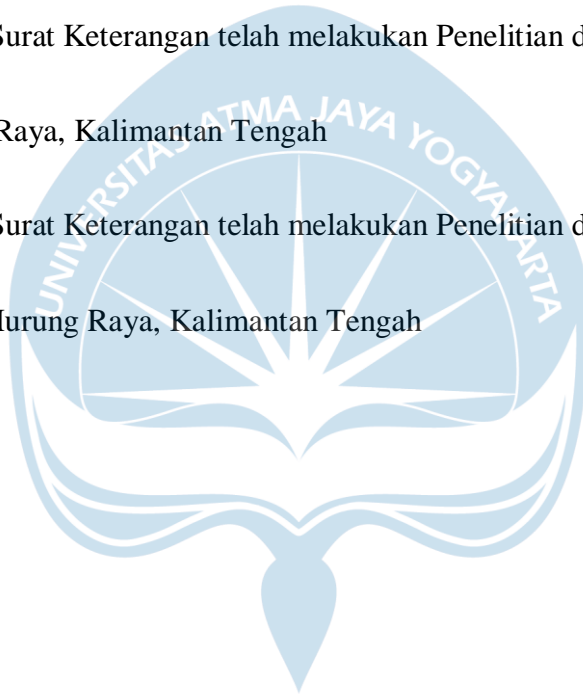 Surat Keterangan telah melakukan Penelitian d
UNIVERSITAS ATMA JAYA YOGYAKARTA
Raya, Kalimantan Tengah
Surat Keterangan telah melakukan Penelitian d
urung Raya, Kalimantan Tengah